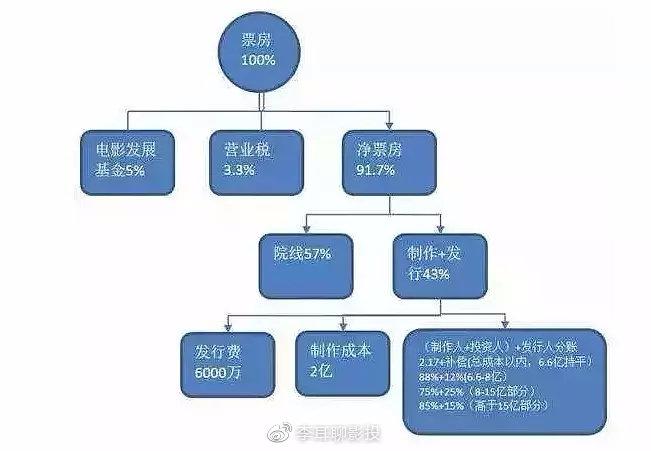 票房
100%
电影发展
基金5%
营业税
3.3%
净票房
91.7%
院线57%
制作+发
行43%
发行费
6000万
制作成本
2亿
（制作人+投资人）+发行人分账
2.17+补偿(总成本以内，6.6亿持平)
88%+12%(6.6-8亿）
75%+25%（8-15亿部分）
85%+15%（高于15亿部分）
李耳聊影投